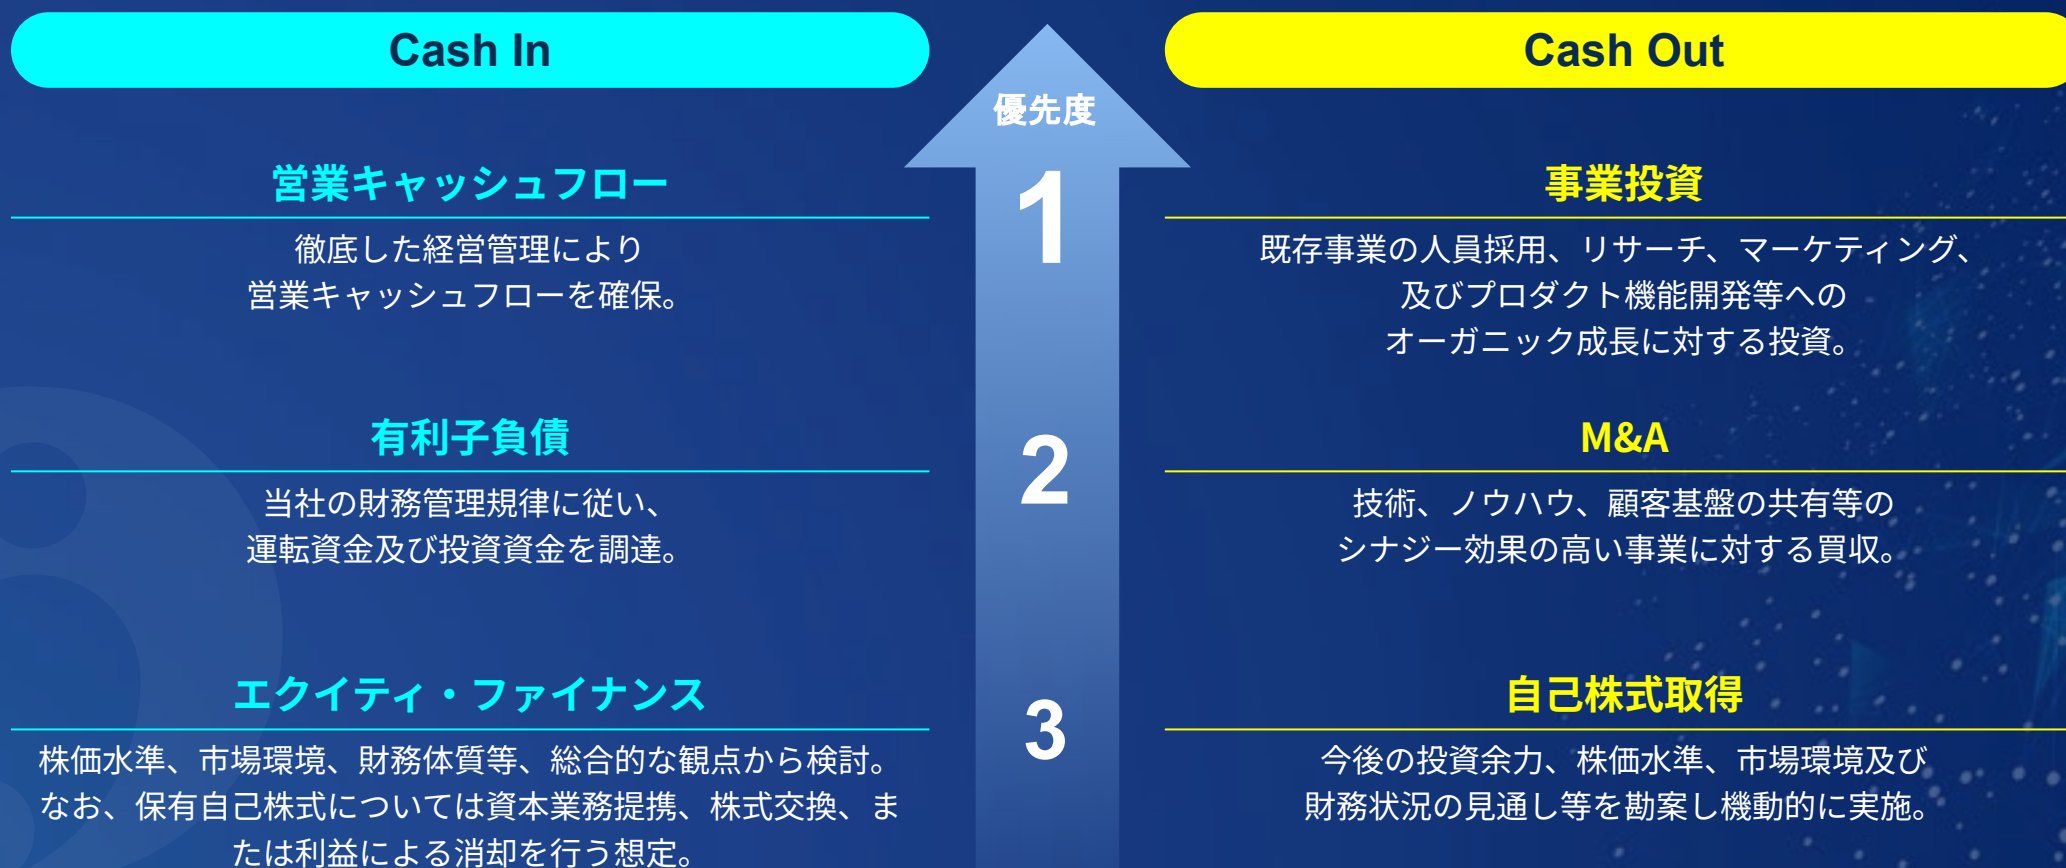 Cash In
Cash Out
優先度
営業キャッシュフロー
徹底した経営管理により
営業キャッシュフローを確保。
1
事業投資
既存事業の人員採用、リサーチ、マーケティング、
及びプロダクト機能開発等への
オーガニック成長に対する投資。
有利子負債
当社の財務管理規律に従い、
運転資金及び投資資金を調達。
2
M&A
技術、ノウハウ、顧客基盤の共有等の
シナジー効果の高い事業に対する買収。
エクイティ・ファイナンス
株価水準、市場環境、財務体質等、総合的な観点から検討。
なお、保有自己株式については資本業務提携、株式交換、ま
たは利益による消却を行う想定。
3
自己株式取得
今後の投資余力、株価水準、市場環境及び
財務状況の見通し等を勘案し機動的に実施。